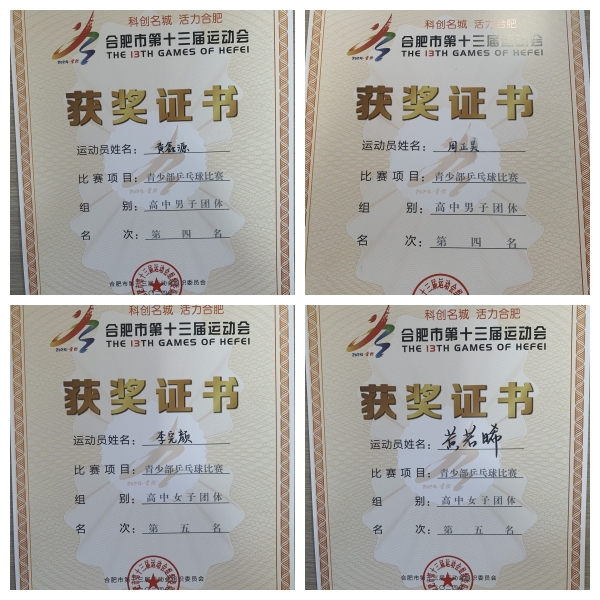 科创名城 活力合肥
合肥市第十三届运动会
THE 13TH GAMES OF HEFEI
获奖证书
运动员姓名：黄鑫源
比赛项目：青少部乒乓球比赛
组别：高中男子团体
名次：第四名
科创名城 活力合肥
合肥市第十三届运动会
THE 13TH GAMES OF HEFEI
获奖证书
运动员姓名：周正昊
比赛项目：青少部乒乓球比赛
组别：高中男子团体
名次：第四名
科创名城 活力合肥
合肥市第十三届运动会
THE 13TH GAMES OF HEFEI
获奖证书
运动员姓名：李完颜
比赛项目：青少部乒乓球比赛
组别：高中女子团体
名次：第五名
科创名城 活力合肥
合肥市第十三届运动会
THE 13TH GAMES OF HEFEI
获奖证书
运动员姓名：黄若晞
比赛项目：青少部乒乓球比赛
组别：高中女子团体
名次：第五名